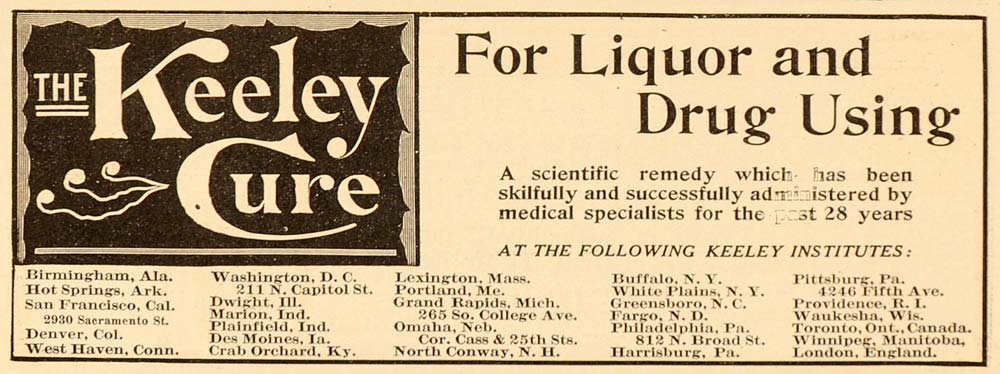 THE Keeley
Cure
For Liquor and
Drug Using
A scientific remedy which has been
skilfully and successfully administered by
medical specialists for the past 28 years
AT THE FOLLOWING KEELEY INSTITUTES:
Birmingham, Ala.
Hot Springs, Ark.
San Francisco, Cal.
2930 Sacramento St.
Denver, Col.
West Haven, Conn.
Washington, D. C.
211 N. Capitol St.
Dwight, Ill.
Marion, Ind.
Plainfield, Ind.
Des Moines, Ia.
Crab Orchard, Ky.
Lexington, Mass.
Portland, Me.
Grand Rapids, Mich.
265 So. College Ave.
Omaha, Neb.
Cor. Cass & 25th Sts.
North Conway, N. H.
Buffalo, N. Y.
White Plains, N. Y.
Greensboro, N. C.
Fargo, N. D.
Philadelphia, Pa.
812 N. Broad St.
Harrisburg, Pa.
Pittsburg, Pa.
4246 Fifth Ave.
Providence, R. I.
Waukesha, Wis.
Toronto, Ont., Canada.
Winnipeg, Manitoba,
London, England.